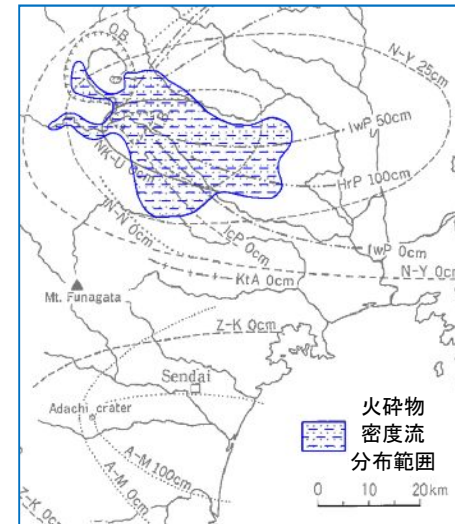 O.B.
N-Y 25cm
IwP 50cm
HrP 100cm
NK-U 0cm
N-N 0cm
IcP 0cm
IwP 0cm
KtA 0cm
N-Y 0cm
Mt. Funagata
Z-K 0cm
Sendai
Adachi crater
A-M 100cm
A-M 0cm
Z-K 0cm
火砕物
密度流
分布範囲
0 10 20km